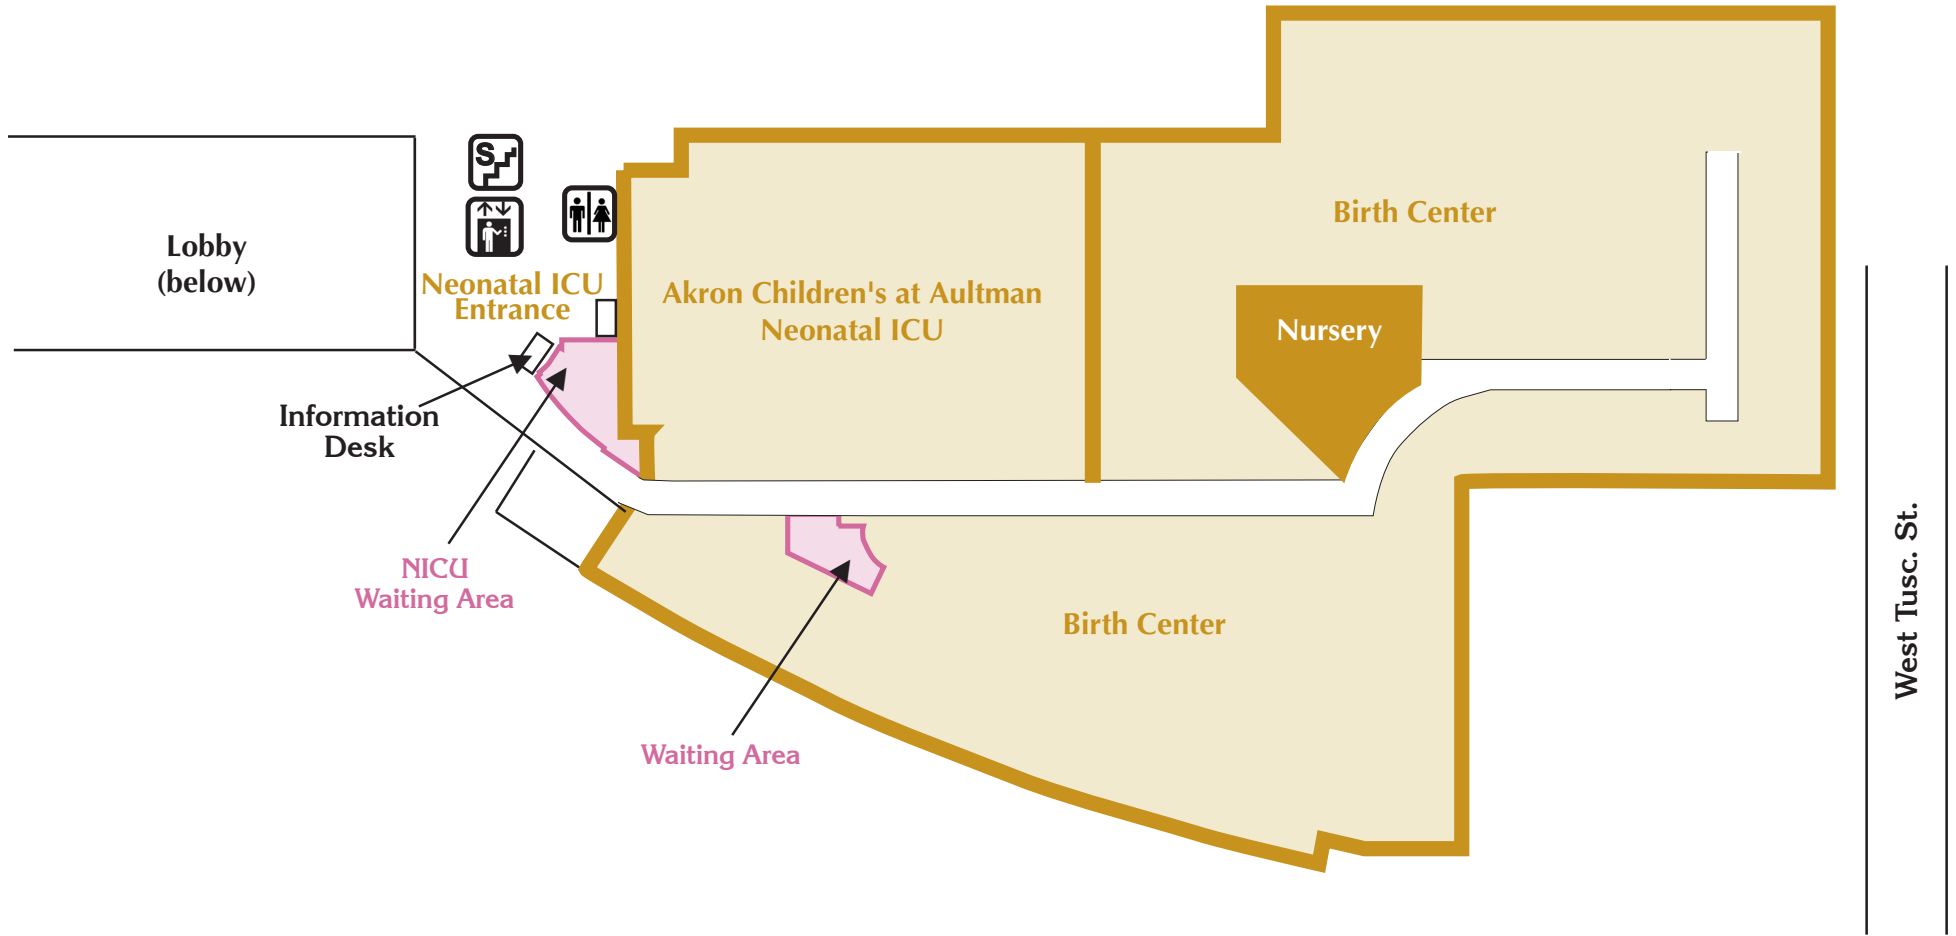 S
Lobby
(below)
Neonatal ICU
Entrance
Akron Children's at Aultman
Neonatal ICU
Birth Center
Nursery
Information
Desk
NICU
Waiting Area
Birth Center
Waiting Area
West Tusc. St.